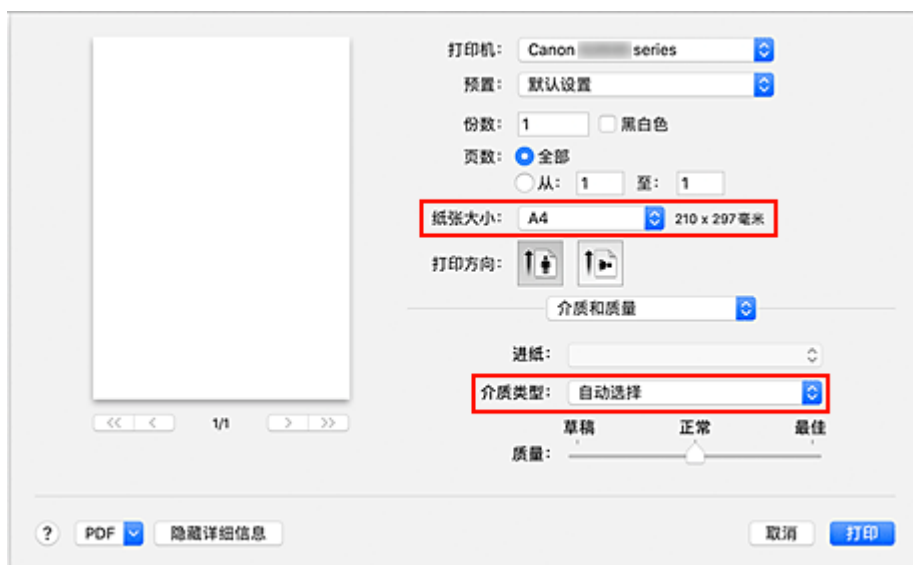 打印机： Canon series
预置： 默认设置
份数： 1 黑白色
页数： 全部
从： 1 至： 1
纸张大小： A4 210 x 297 毫米
打印方向：
介质和质量
进纸：
介质类型： 自动选择
<< < 1/1 > >>
草稿 正常 最佳
质量：
? PDF 隐藏详细信息 取消 打印